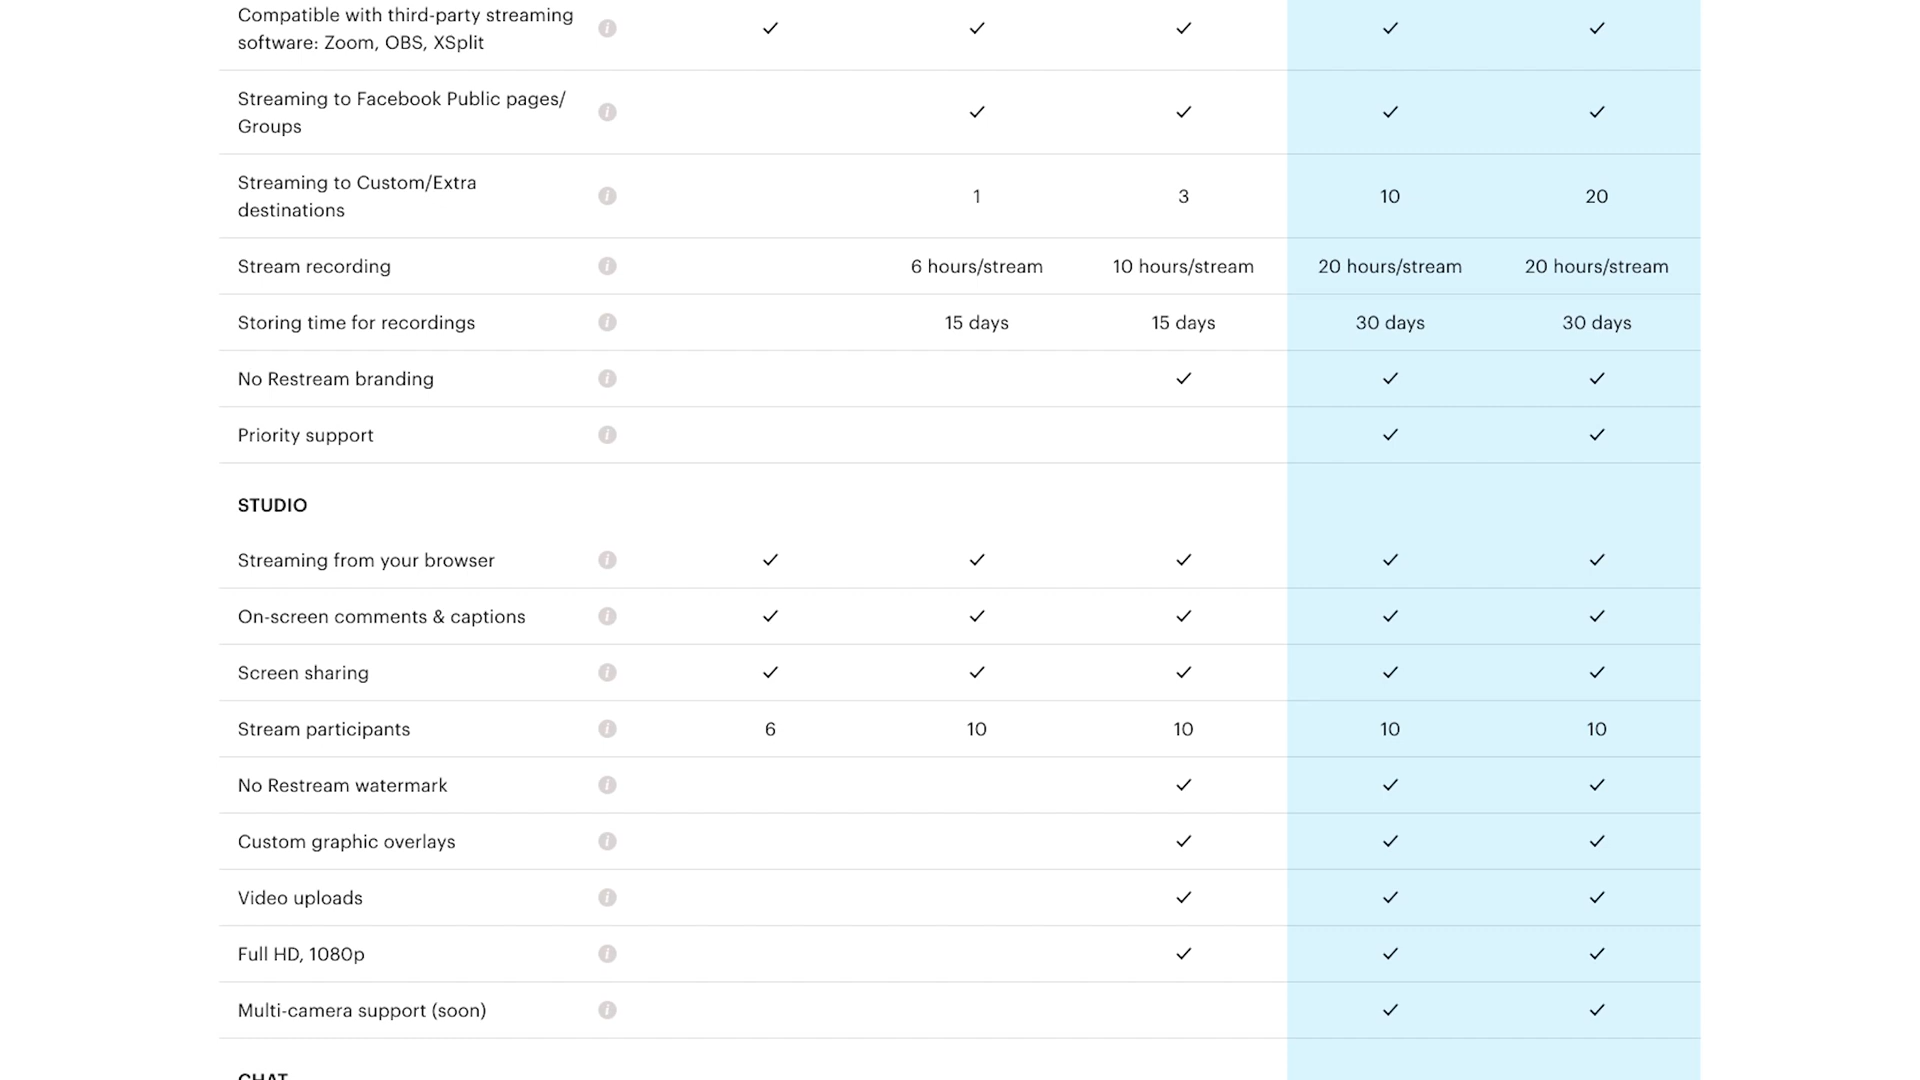 Compatible with third-party streaming
software: Zoom, OBS, XSplit
Streaming to Facebook Public pages/
Groups
Streaming to Custom/Extra
destinations
1 3 10 20
Stream recording 6 hours/stream 10 hours/stream 20 hours/stream 20 hours/stream
Storing time for recordings 15 days 15 days 30 days 30 days
No Restream branding
Priority support
STUDIO
Streaming from your browser
On-screen comments & captions
Screen sharing
Stream participants 6 10 10 10 10
No Restream watermark
Custom graphic overlays
Video uploads
Full HD, 1080p
Multi-camera support (soon)
CHAT